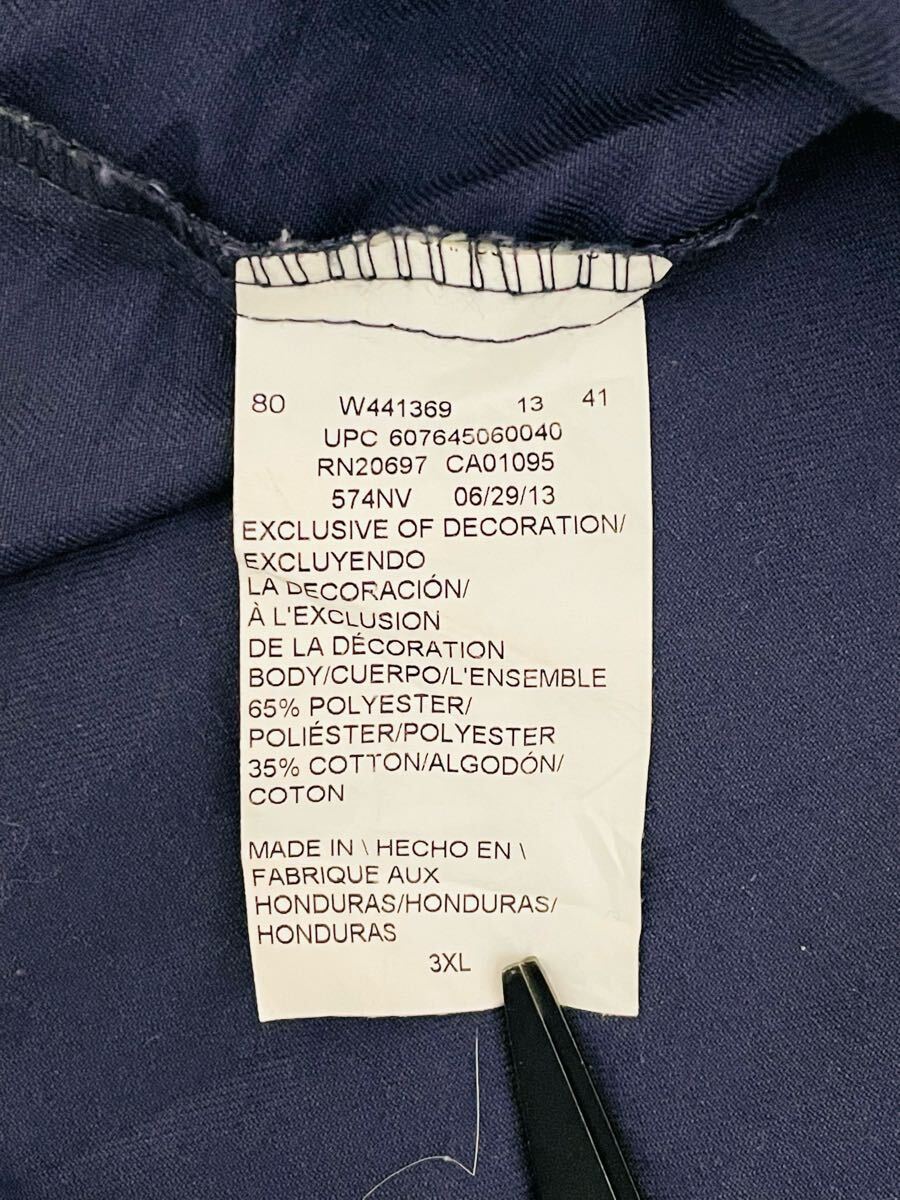 80 W441369 13 41
UPC 607645060040
RN20697 CA01095
574NV 06/29/13
EXCLUSIVE OF DECORATION/
EXCLUYENDO
LA DECORACIÓN/
À L'EXCLUSION
DE LA DÉCORATION
BODY/CUERPO/L'ENSEMBLE
65% POLYESTER/
POLIÉSTER/POLYESTER
35% COTTON/ALGODÓN/
COTON
MADE IN \ HECHO EN \
FABRIQUE AUX
HONDURAS/HONDURAS/
HONDURAS
3XL